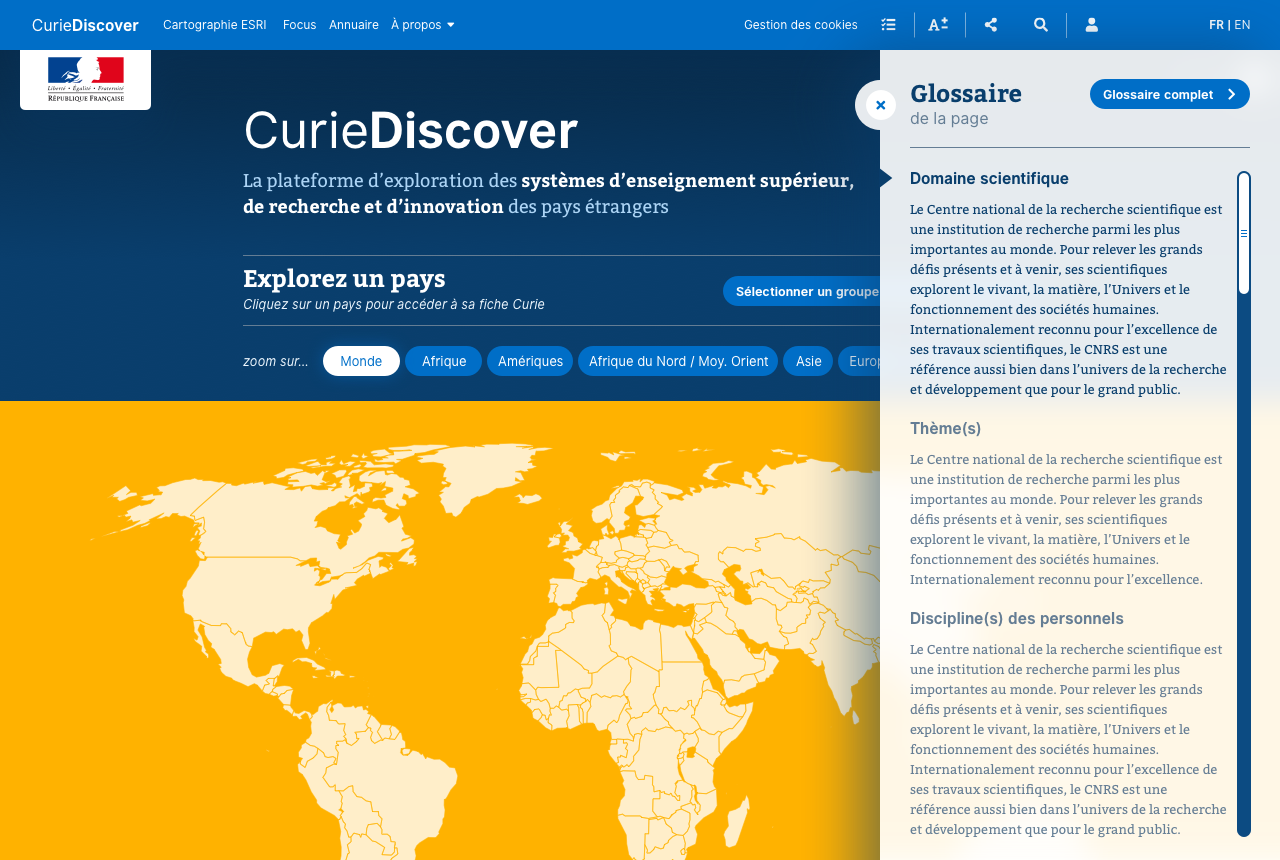 CurieDiscover Cartographie ESRI Focus Annuaire À propos Gestion des cookies A FR | EN
Liberté • Égalité • Fraternité
RÉPUBLIQUE FRANÇAISE
CurieDiscover
La plateforme d’exploration des systèmes d’enseignement supérieur,
de recherche et d’innovation des pays étrangers
Explorez un pays
Cliquez sur un pays pour accéder à sa fiche Curie
Sélectionner un groupe
zoom sur... Monde Afrique Amériques Afrique du Nord / Moy. Orient Asie Europ
Glossaire
de la page
Glossaire complet
Domaine scientifique
Le Centre national de la recherche scientifique est
une institution de recherche parmi les plus
importantes au monde. Pour relever les grands
défis présents et à venir, ses scientifiques
explorent le vivant, la matière, l’Univers et le
fonctionnement des sociétés humaines.
Internationalement reconnu pour l’excellence de
ses travaux scientifiques, le CNRS est une
référence aussi bien dans l’univers de la recherche
et développement que pour le grand public.
Thème(s)
Le Centre national de la recherche scientifique est
une institution de recherche parmi les plus
importantes au monde. Pour relever les grands
défis présents et à venir, ses scientifiques
explorent le vivant, la matière, l’Univers et le
fonctionnement des sociétés humaines.
Internationalement reconnu pour l’excellence.
Discipline(s) des personnels
Le Centre national de la recherche scientifique est
une institution de recherche parmi les plus
importantes au monde. Pour relever les grands
défis présents et à venir, ses scientifiques
explorent le vivant, la matière, l’Univers et le
fonctionnement des sociétés humaines.
Internationalement reconnu pour l’excellence de
ses travaux scientifiques, le CNRS est une
référence aussi bien dans l’univers de la recherche
et développement que pour le grand public.